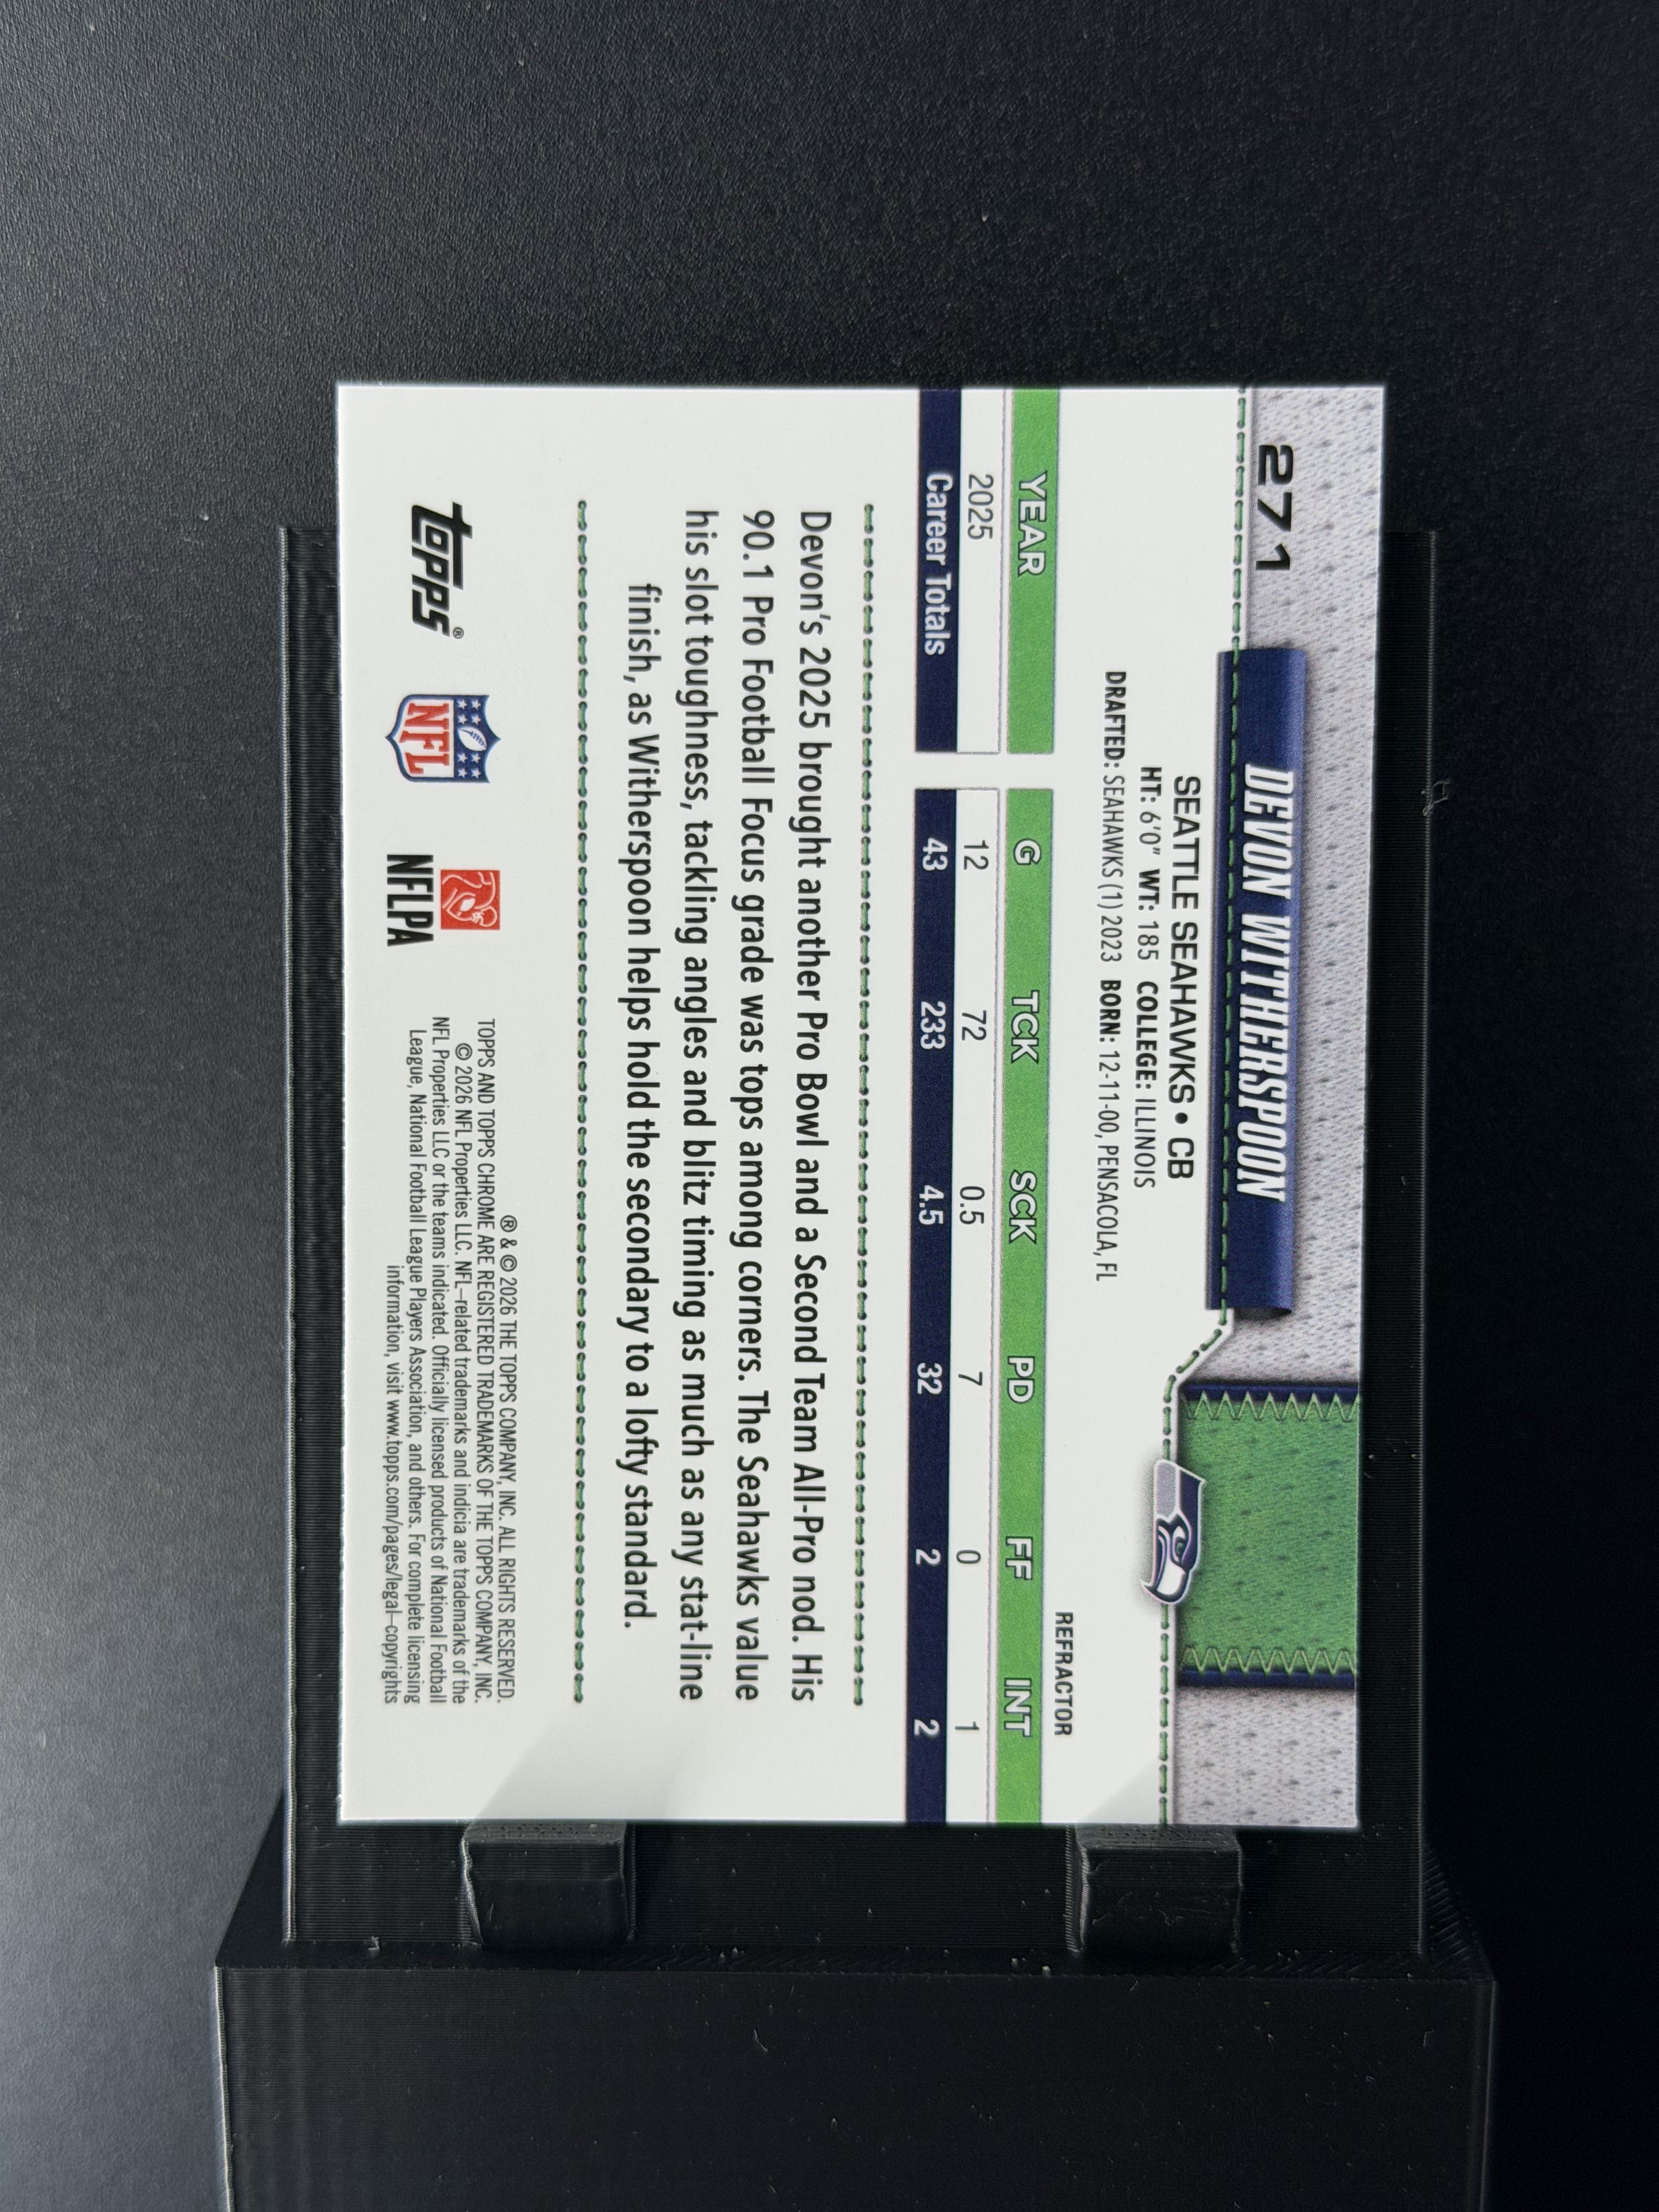 271
DEVON WITHERSPOON
SEATTLE SEAHAWKS • CB
HT: 6'0" WT: 185 COLLEGE: ILLINOIS
DRAFTED: SEAHAWKS (1) 2023 BORN: 12-11-00, PENSACOLA, FL
REFRACTOR
YEAR G TCK SCK PD FF INT
2025 12 72 0.5 7 0 1
Career Totals 43 233 4.5 32 2 2
Devon's 2025 brought another Pro Bowl and a Second Team All-Pro nod. His
90.1 Pro Football Focus grade was tops among corners. The Seahawks value
his slot toughness, tackling angles and blitz timing as much as any stat-line
finish, as Witherspoon helps hold the secondary to a lofty standard.
topps®
NFL
NFLPA
® & © 2026 THE TOPPS COMPANY, INC. ALL RIGHTS RESERVED.
TOPPS AND TOPPS CHROME ARE REGISTERED TRADEMARKS OF THE TOPPS COMPANY, INC.
© 2026 NFL Properties LLC. NFL-related trademarks and indicia are trademarks of the
NFL Properties LLC or the teams indicated. Officially licensed products of National Football
League, National Football League Players Association, and others. For complete licensing
information, visit www.topps.com/pages/legal-copyrights